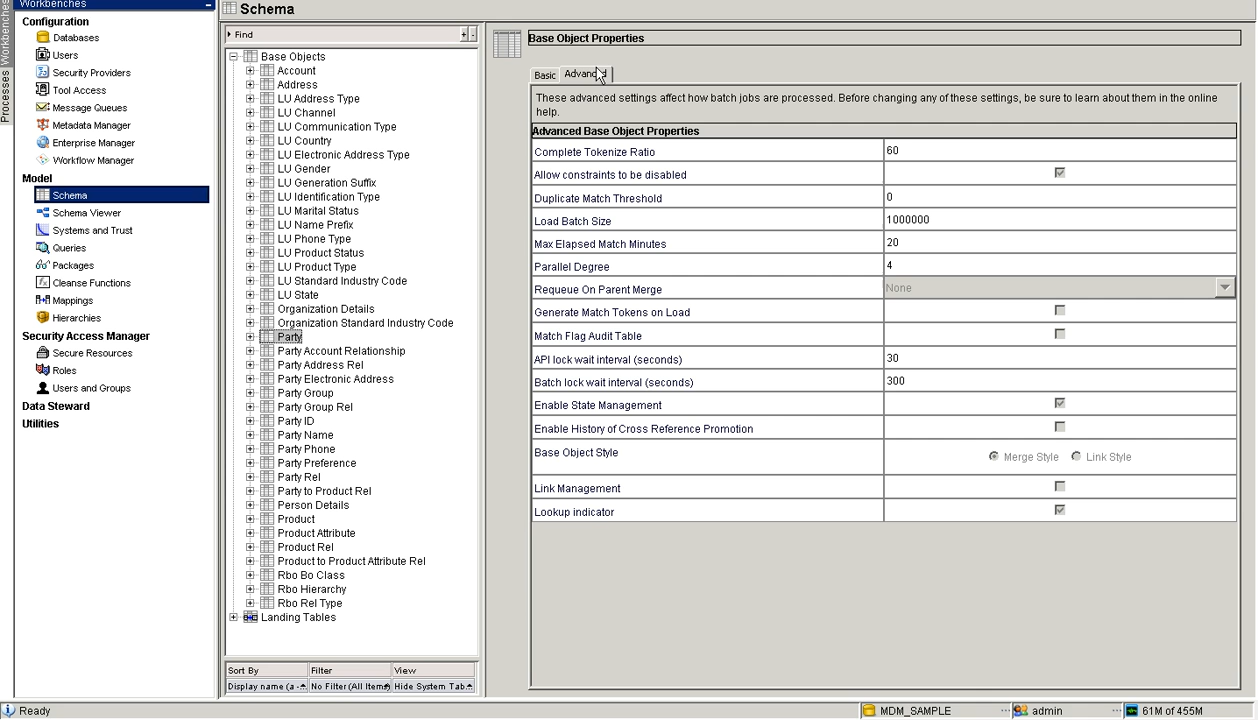 Workbenches
Processes
Workbenches
Configuration
Databases
Users
Security Providers
Tool Access
Message Queues
Metadata Manager
Enterprise Manager
Workflow Manager
Model
Schema
Schema Viewer
Systems and Trust
Queries
Packages
Cleanse Functions
Mappings
Hierarchies
Security Access Manager
Secure Resources
Roles
Users and Groups
Data Steward
Utilities
Schema
Find
Base Objects
Account
Address
LU Address Type
LU Channel
LU Communication Type
LU Country
LU Electronic Address Type
LU Gender
LU Generation Suffix
LU Identification Type
LU Marital Status
LU Name Prefix
LU Phone Type
LU Product Status
LU Product Type
LU Standard Industry Code
LU State
Organization Details
Organization Standard Industry Code
Party
Party Account Relationship
Party Address Rel
Party Electronic Address
Party Group
Party Group Rel
Party ID
Party Name
Party Phone
Party Preference
Party Rel
Party to Product Rel
Person Details
Product
Product Attribute
Product Rel
Product to Product Attribute Rel
Rbo Bo Class
Rbo Hierarchy
Rbo Rel Type
Landing Tables
Sort By Filter View
Display name (a - No Filter (All Items) Hide System Tab
Base Object Properties
Basic Advanced
These advanced settings affect how batch jobs are processed. Before changing any of these settings, be sure to learn about them in the online
help.
Advanced Base Object Properties
Complete Tokenize Ratio 60
Allow constraints to be disabled
Duplicate Match Threshold 0
Load Batch Size 1000000
Max Elapsed Match Minutes 20
Parallel Degree 4
Requeue On Parent Merge None
Generate Match Tokens on Load
Match Flag Audit Table
API lock wait interval (seconds) 30
Batch lock wait interval (seconds) 300
Enable State Management
Enable History of Cross Reference Promotion
Base Object Style Merge Style Link Style
Link Management
Lookup indicator
Ready MDM_SAMPLE ... admin ... 61M of 455M